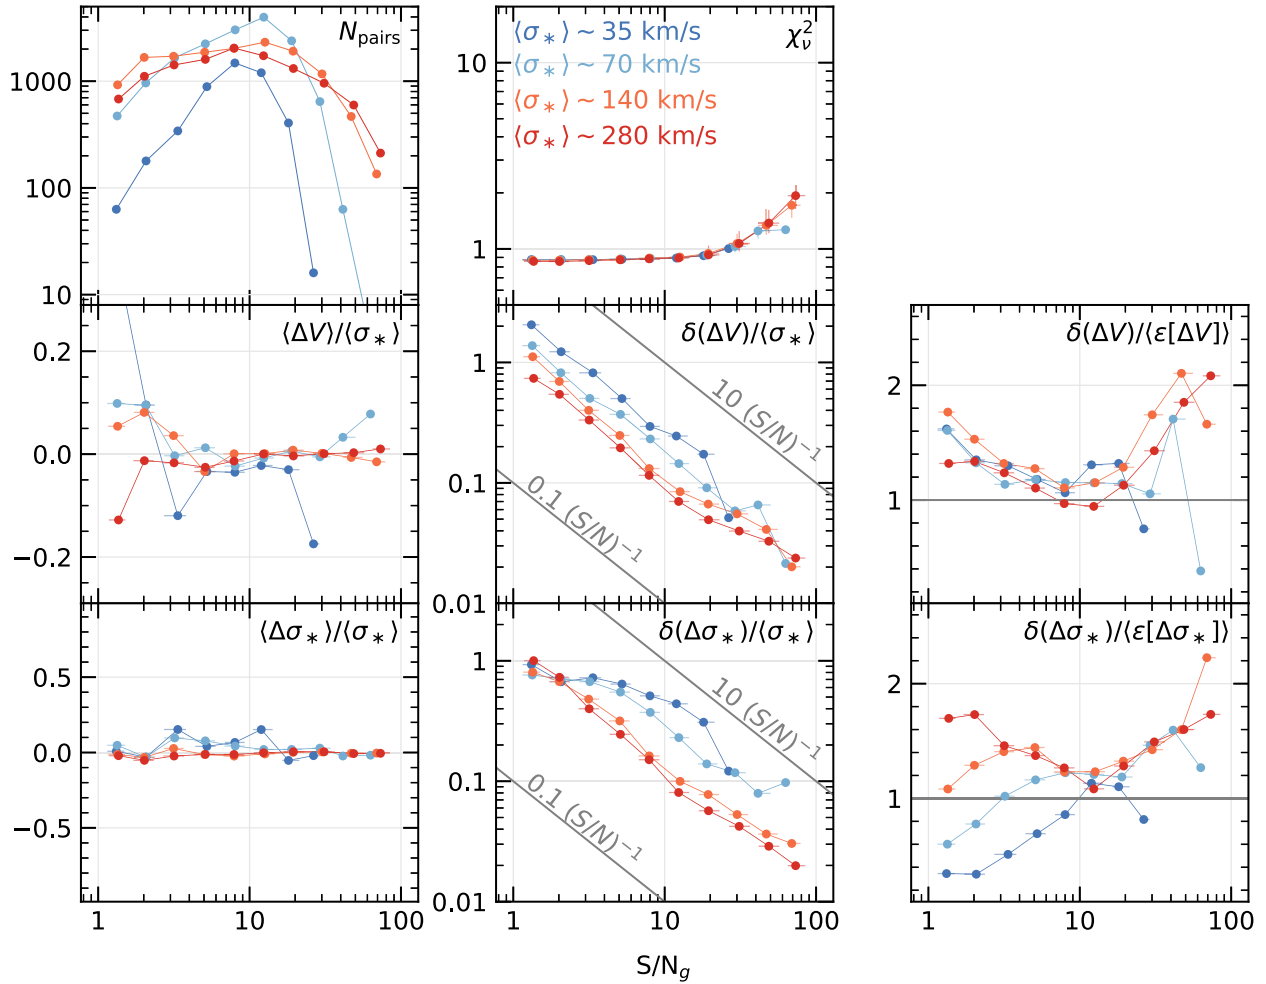 N_pairs
1000
100
10
⟨σ∗⟩ ~ 35 km/s
⟨σ∗⟩ ~ 70 km/s
⟨σ∗⟩ ~ 140 km/s
⟨σ∗⟩ ~ 280 km/s
χ²_ν
10
1
⟨ΔV⟩/⟨σ∗⟩
0.2
0.0
−0.2
δ(ΔV)/⟨σ∗⟩
10 (S/N)⁻¹
0.1 (S/N)⁻¹
1
0.1
0.01
δ(ΔV)/⟨ε[ΔV]⟩
2
1
⟨Δσ∗⟩/⟨σ∗⟩
0.5
0.0
−0.5
1
10
100
δ(Δσ∗)/⟨σ∗⟩
10 (S/N)⁻¹
0.1 (S/N)⁻¹
1
0.1
0.01
1
10
100
δ(Δσ∗)/⟨ε[Δσ∗]⟩
2
1
1
10
100
S/N_g